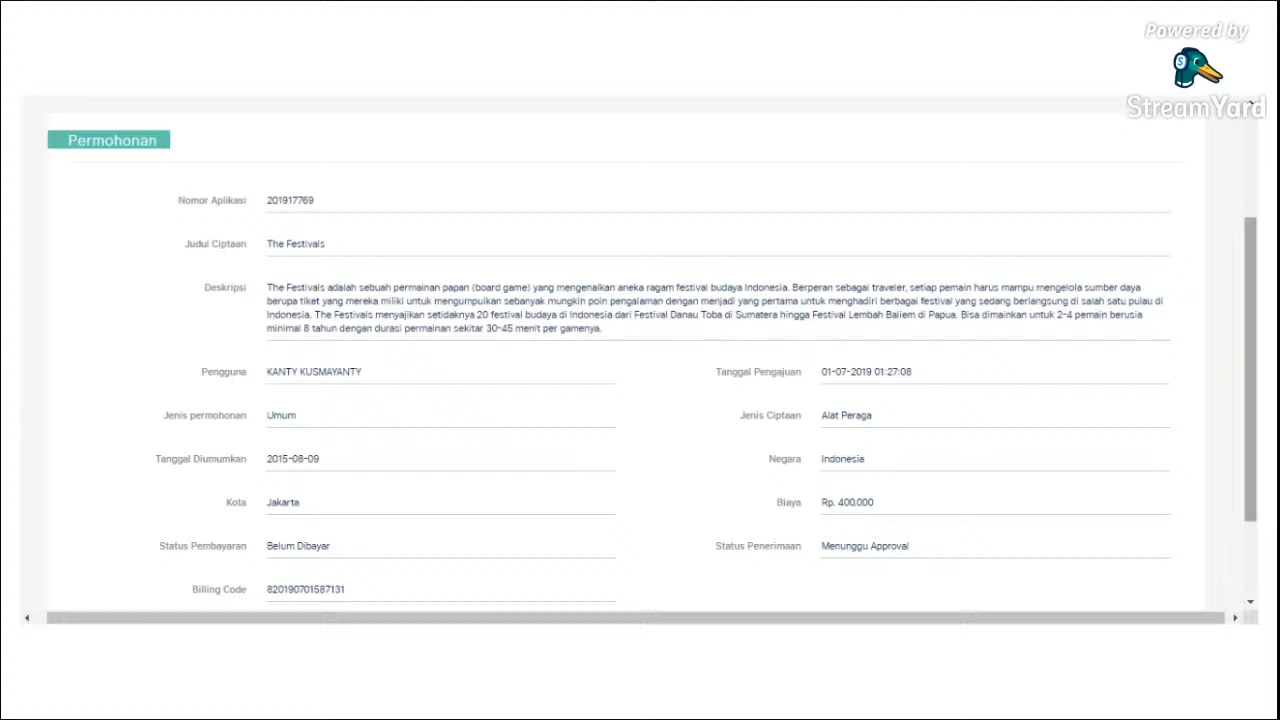 Powered by
StreamYard
Permohonan
Nomor Aplikasi 201917769
Judul Ciptaan The Festivals
Deskripsi The Festivals adalah sebuah permainan papan (board game) yang mengenalkan aneka ragam festival budaya Indonesia. Berperan sebagai traveler, setiap pemain harus mampu mengelola sumber daya
berupa tiket yang mereka miliki untuk mengumpulkan sebanyak mungkin poin pengalaman dengan menjadi yang pertama untuk menghadiri berbagai festival yang sedang berlangsung di salah satu pulau di
Indonesia. The Festivals menyajikan setidaknya 20 festival budaya di Indonesia dari Festival Danau Toba di Sumatera hingga Festival Lembah Baliem di Papua. Bisa dimainkan untuk 2-4 pemain berusia
minimal 8 tahun dengan durasi permainan sekitar 30-45 menit per gamenya.
Pengguna KANTY KUSMAYANTY Tanggal Pengajuan 01-07-2019 01:27:08
Jenis permohonan Umum Jenis Ciptaan Alat Peraga
Tanggal Diumumkan 2015-08-09 Negara Indonesia
Kota Jakarta Biaya Rp. 400.000
Status Pembayaran Belum Dibayar Status Penerimaan Menunggu Approval
Billing Code 820190701587131